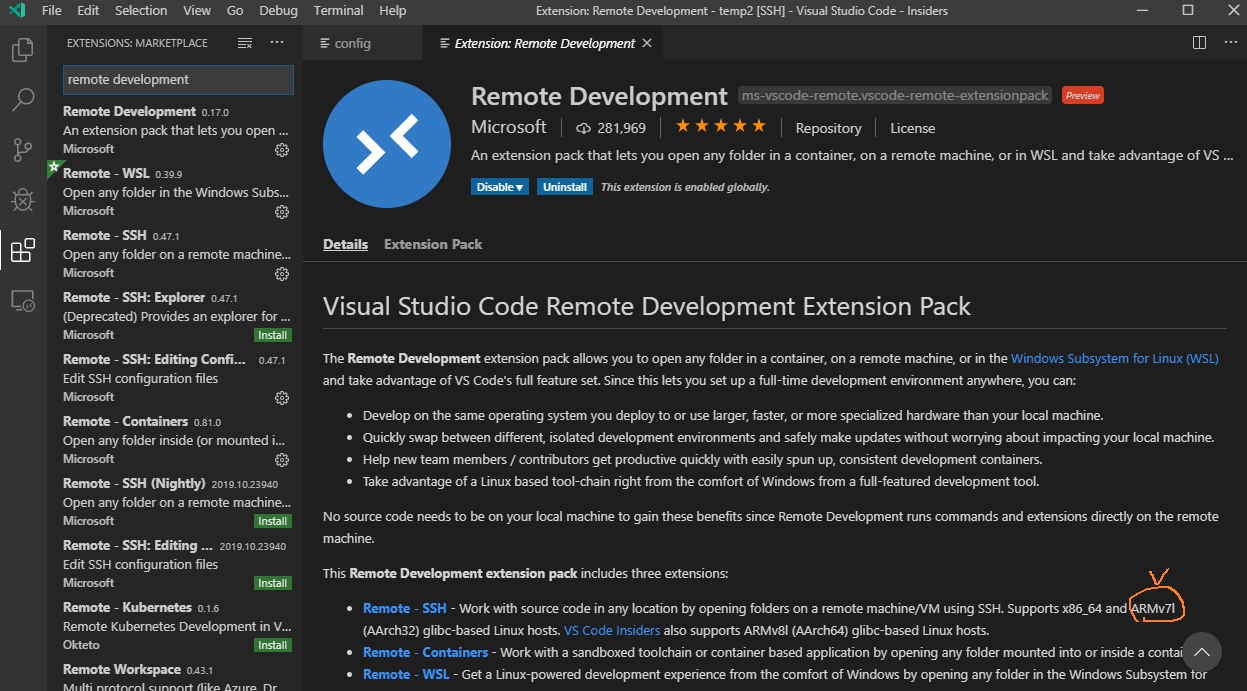 File Edit Selection View Go Debug Terminal Help Extension: Remote Development - temp2 [SSH] - Visual Studio Code - Insiders
EXTENSIONS: MARKETPLACE
remote development
Remote Development 0.17.0
An extension pack that lets you open ...
Microsoft
Remote - WSL 0.39.9
Open any folder in the Windows Subs...
Microsoft
Remote - SSH 0.47.1
Open any folder on a remote machine...
Microsoft
Remote - SSH: Explorer 0.47.1
(Deprecated) Provides an explorer for ...
Microsoft Install
Remote - SSH: Editing Confi... 0.47.1
Edit SSH configuration files
Microsoft
Remote - Containers 0.81.0
Open any folder inside (or mounted i...
Microsoft
Remote - SSH (Nightly) 2019.10.23940
Open any folder on a remote machine...
Microsoft Install
Remote - SSH: Editing ... 2019.10.23940
Edit SSH configuration files
Microsoft Install
Remote - Kubernetes 0.1.6
Remote Kubernetes Development in V...
Okteto Install
Remote Workspace 0.43.1
Multi protocol support (like Azure, Dr...
config Extension: Remote Development
Remote Development ms-vscode-remote.vscode-remote-extensionpack Preview
Microsoft 281,969 Repository License
An extension pack that lets you open any folder in a container, on a remote machine, or in WSL and take advantage of VS ...
Disable Uninstall This extension is enabled globally.
Details Extension Pack
Visual Studio Code Remote Development Extension Pack
The Remote Development extension pack allows you to open any folder in a container, on a remote machine, or in the Windows Subsystem for Linux (WSL)
and take advantage of VS Code's full feature set. Since this lets you set up a full-time development environment anywhere, you can:
• Develop on the same operating system you deploy to or use larger, faster, or more specialized hardware than your local machine.
• Quickly swap between different, isolated development environments and safely make updates without worrying about impacting your local machine.
• Help new team members / contributors get productive quickly with easily spun up, consistent development containers.
• Take advantage of a Linux based tool-chain right from the comfort of Windows from a full-featured development tool.
No source code needs to be on your local machine to gain these benefits since Remote Development runs commands and extensions directly on the remote
machine.
This Remote Development extension pack includes three extensions:
• Remote - SSH - Work with source code in any location by opening folders on a remote machine/VM using SSH. Supports x86_64 and ARMv7l
(AArch32) glibc-based Linux hosts. VS Code Insiders also supports ARMv8l (AArch64) glibc-based Linux hosts.
• Remote - Containers - Work with a sandboxed toolchain or container based application by opening any folder mounted into or inside a contai
• Remote - WSL - Get a Linux-powered development experience from the comfort of Windows by opening any folder in the Windows Subsystem for